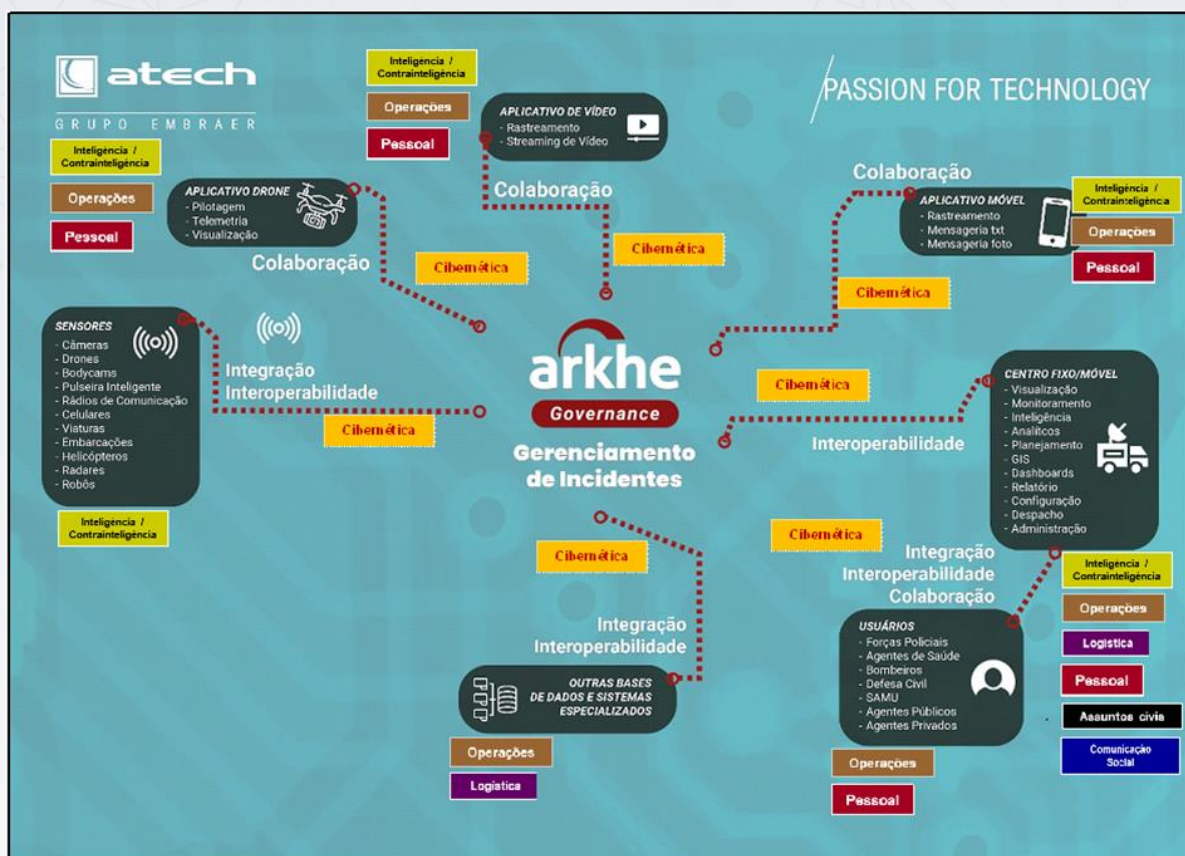 atech
GRUPO EMBRAER
PASSION FOR TECHNOLOGY
Inteligência /
Contrainteligência
Operações
Pessoal
APLICATIVO DE VÍDEO
- Rastreamento
- Streaming de Vídeo
Colaboração
Cibernética
Inteligência /
Contrainteligência
Operações
Pessoal
APLICATIVO DRONE
- Pilotagem
- Telemetria
- Visualização
Colaboração
Cibernética
Colaboração
APLICATIVO MÓVEL
- Rastreamento
- Mensageria txt
- Mensageria foto
Inteligência /
Contrainteligência
Operações
Pessoal
Cibernética
SENSORES
- Câmeras
- Drones
- Bodycams
- Pulseira Inteligente
- Rádios de Comunicação
- Celulares
- Viaturas
- Embarcações
- Helicópteros
- Radares
- Robôs
Inteligência /
Contrainteligência
Integração
Interoperabilidade
Cibernética
arkhe
Governance
Gerenciamento
de Incidentes
Cibernética
Interoperabilidade
CENTRO FIXO/MÓVEL
- Visualização
- Monitoramento
- Inteligência
- Analítcos
- Planejamento
- GIS
- Dashboards
- Relatório
- Configuração
- Despacho
- Administração
Cibernética
Integração
Interoperabilidade
Colaboração
Inteligência /
Contrainteligência
Operações
Logística
Pessoal
Assuntos civis
Comunicação
Social
Cibernética
Integração
Interoperabilidade
OUTRAS BASES
DE DADOS E SISTEMAS
ESPECIALIZADOS
Operações
Logística
USUÁRIOS
- Forças Policiais
- Agentes de Saúde
- Bombeiros
- Defesa Civil
- SAMU
- Agentes Públicos
- Agentes Privados
Operações
Pessoal